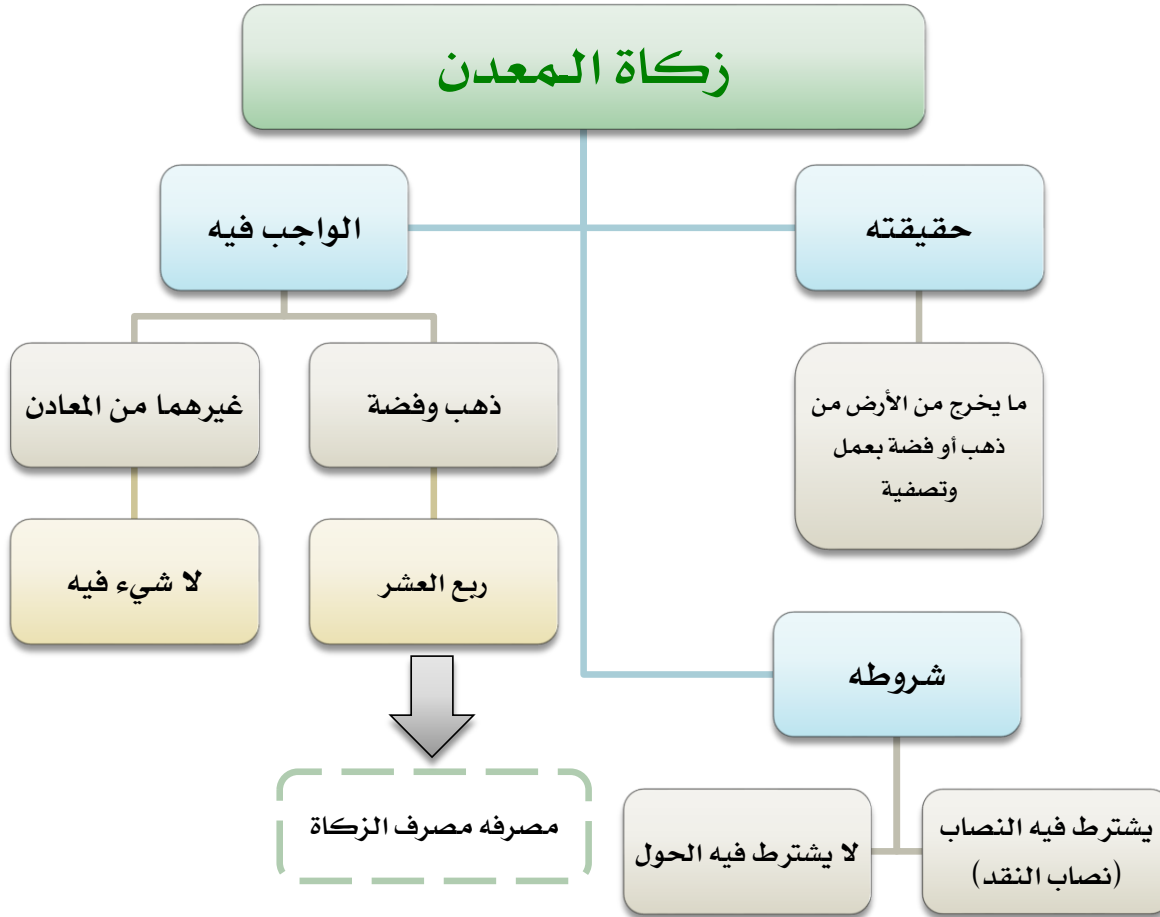 زكاة المعدن
حقيقته
الواجب فيه
ما يخرج من الأرض من
ذهب أو فضة بعمل
وتصفية
ذهب وفضة
غيرهما من المعادن
ربع العشر
لا شيء فيه
مصرفه مصرف الزكاة
شروطه
يشترط فيه النصاب
(نصاب النقد)
لا يشترط فيه الحول